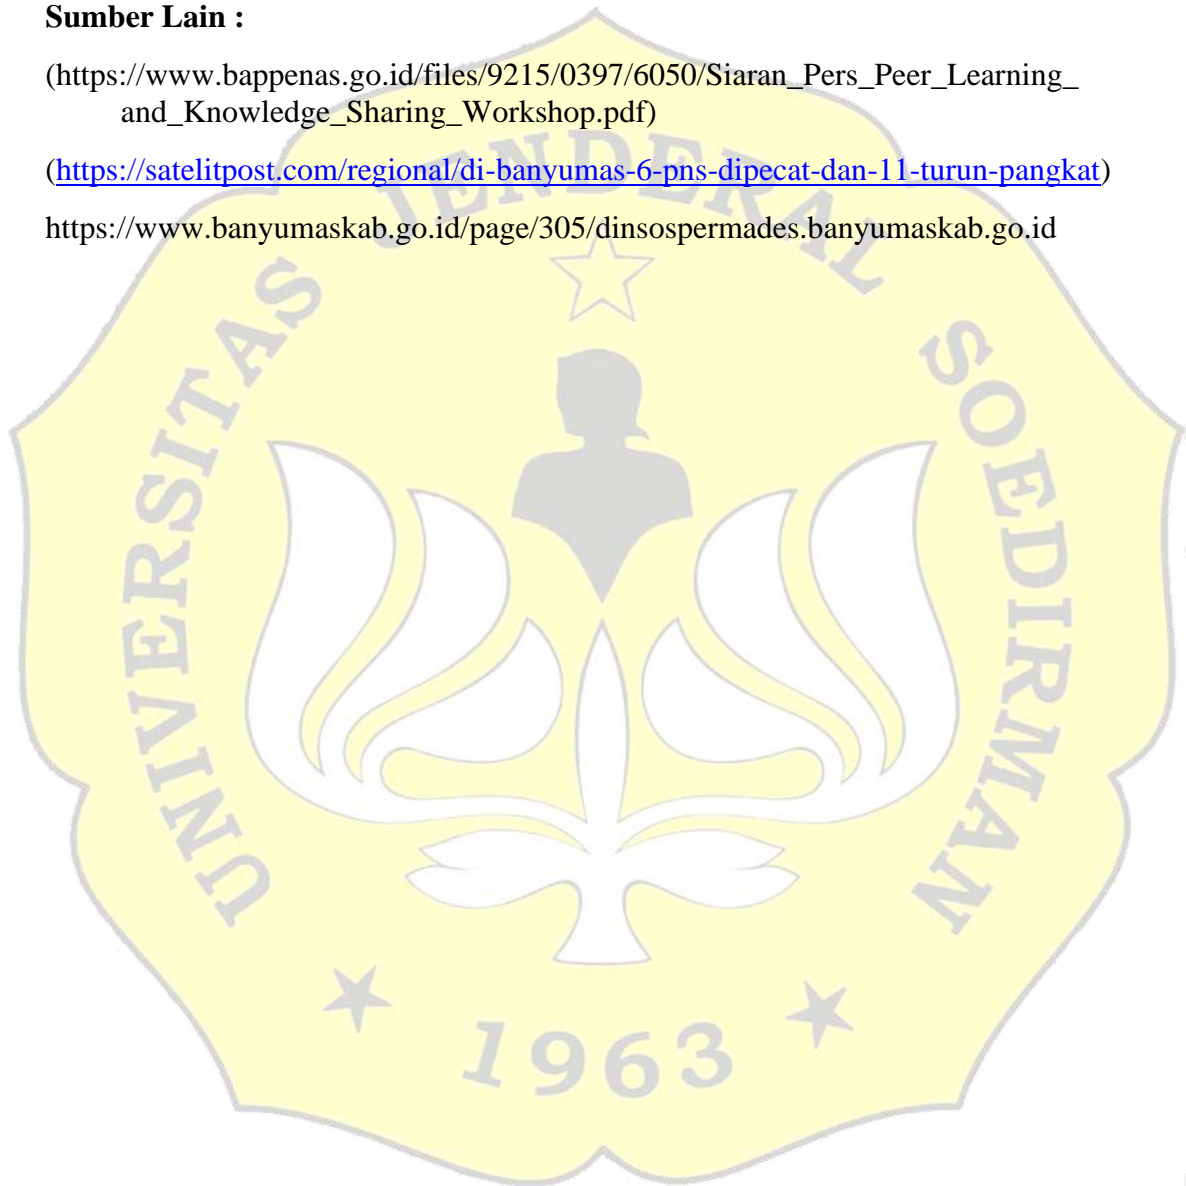 Sumber Lain :
(https://www.bappenas.go.id/files/9215/0397/6050/Siaran_Pers_Peer_Learning_
and_Knowledge_Sharing_Workshop.pdf)
(https://satelitpost.com/regional/di-banyumas-6-pns-dipecat-dan-11-turun-pangkat)
https://www.banyumaskab.go.id/page/305/dinsospermades.banyumaskab.go.id
UNIVERSITAS JENDERAL SOEDIRMAN
1963